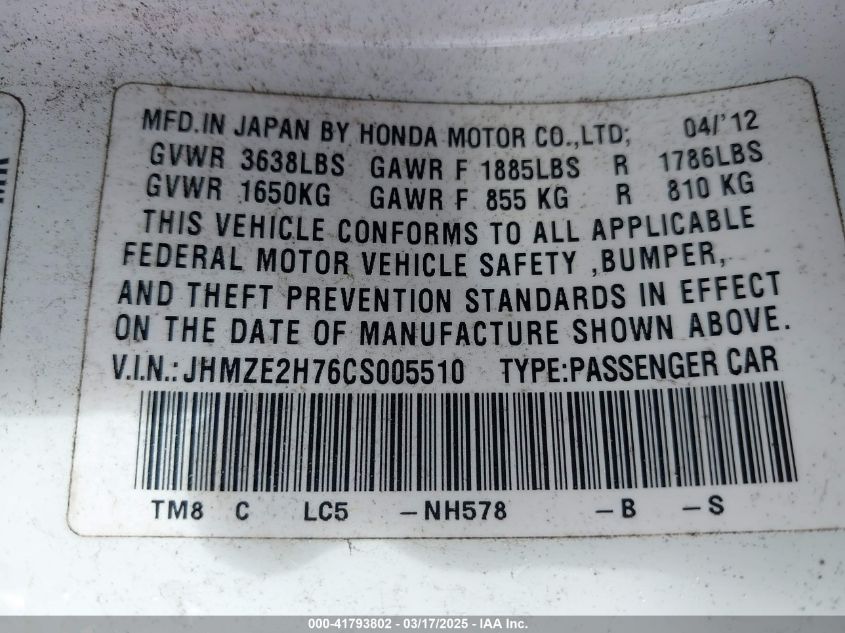 MFD.IN JAPAN BY HONDA MOTOR CO.,LTD; 04/'12
GVWR 3638LBS GAWR F 1885LBS R 1786LBS
GVWR 1650KG GAWR F 855 KG R 810 KG
THIS VEHICLE CONFORMS TO ALL APPLICABLE
FEDERAL MOTOR VEHICLE SAFETY ,BUMPER,
AND THEFT PREVENTION STANDARDS IN EFFECT
ON THE DATE OF MANUFACTURE SHOWN ABOVE.
V.I.N.: JHMZE2H76CS005510 TYPE:PASSENGER CAR
TM8 C LC5 -NH578 -B -S
000-41793802 - 03/17/2025 - IAA Inc.